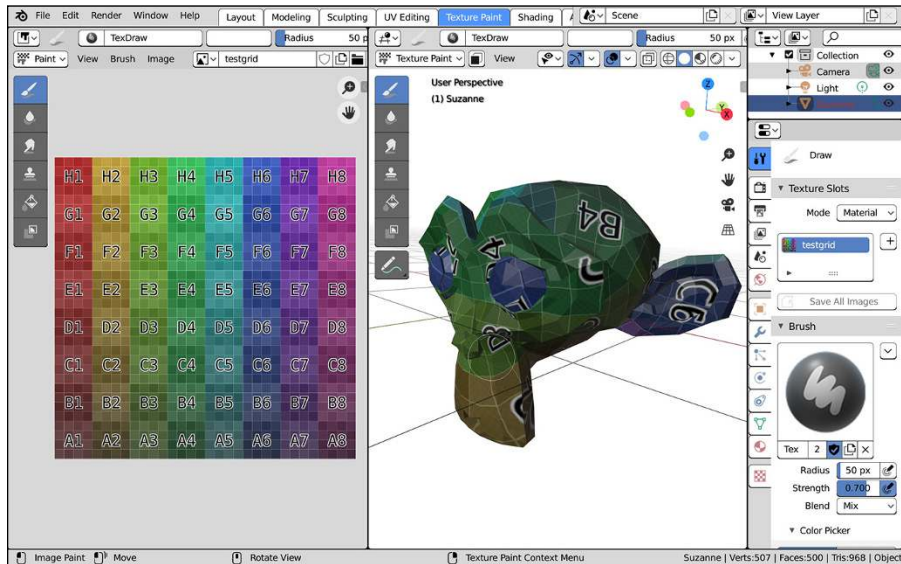 File Edit Render Window Help Layout Modeling Sculpting UV Editing Texture Paint Shading Scene View Layer
TexDraw Radius 50 p
TexDraw Radius 50 px
Paint View Brush Image testgrid
Texture Paint View
User Perspective
(1) Suzanne
Z
Y
X
H1 H2 H3 H4 H5 H6 H7 H8
G1 G2 G3 G4 G5 G6 G7 G8
F1 F2 F3 F4 F5 F6 F7 F8
E1 E2 E3 E4 E5 E6 E7 E8
D1 D2 D3 D4 D5 D6 D7 D8
C1 C2 C3 C4 C5 C6 C7 C8
B1 B2 B3 B4 B5 B6 B7 B8
A1 A2 A3 A4 A5 A6 A7 A8
B4
C5
Collection
Camera
Light
Draw
Texture Slots
Mode Material
testgrid
Save All Images
Brush
Tex 2
Radius 50 px
Strength 0.700
Blend Mix
Color Picker
Image Paint Move Rotate View Texture Paint Context Menu Suzanne | Verts:507 | Faces:500 | Tris:968 | Object